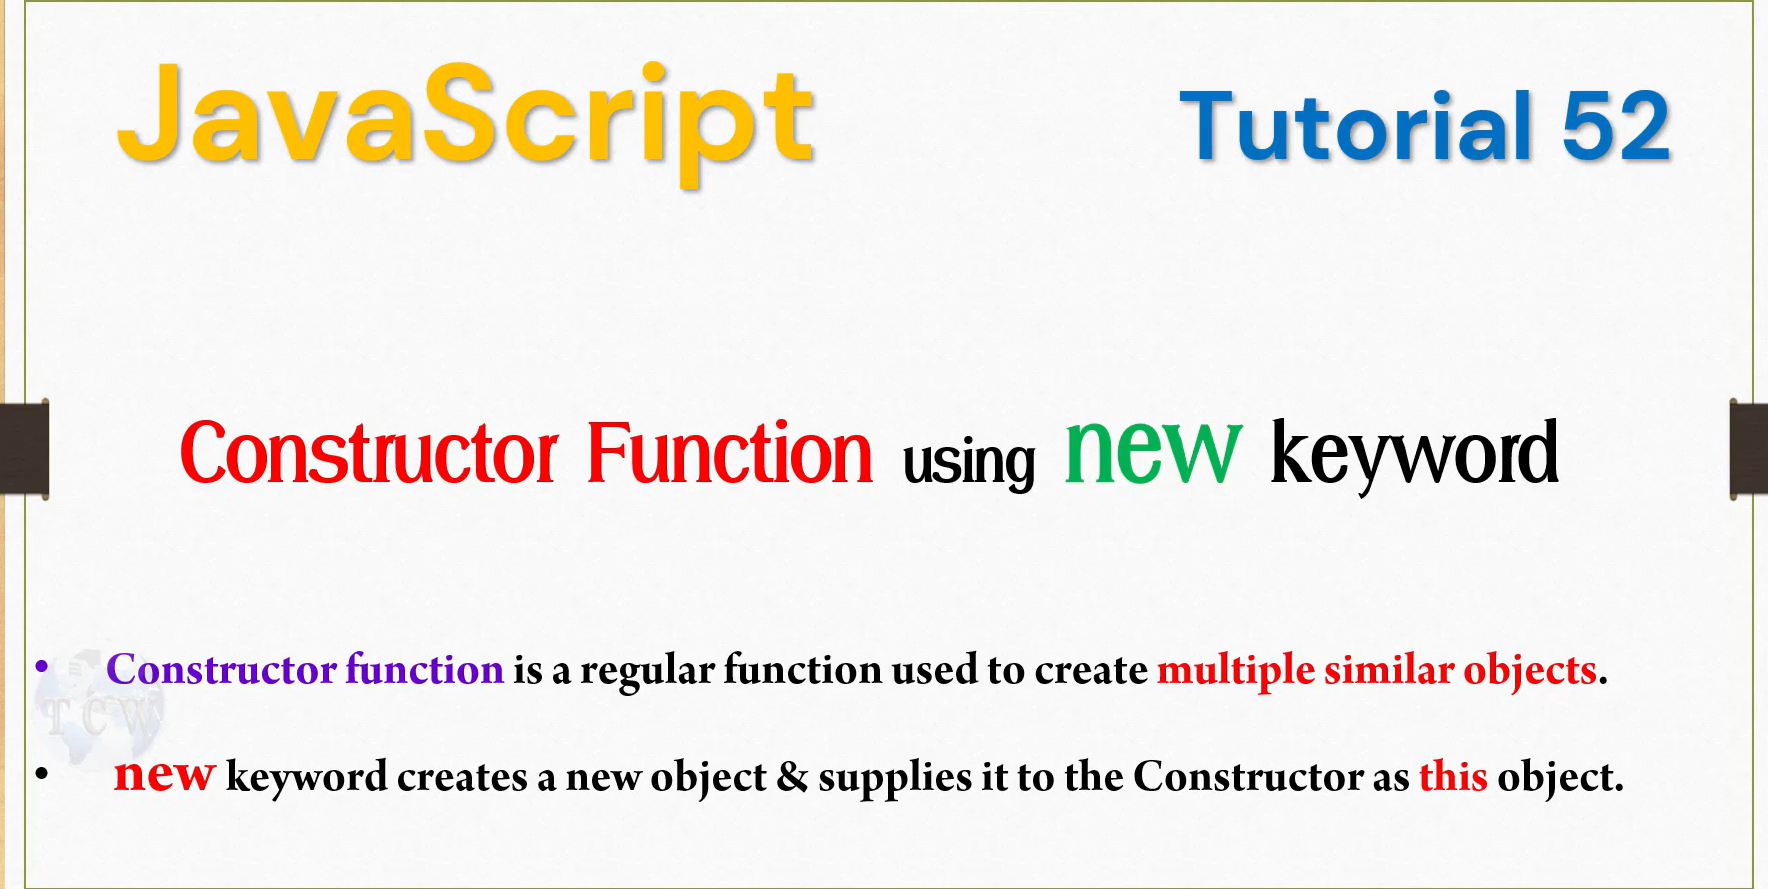 JavaScript Tutorial 52
Constructor Function using new keyword
• Constructor function is a regular function used to create multiple similar objects.
TCW
• new keyword creates a new object & supplies it to the Constructor as this object.